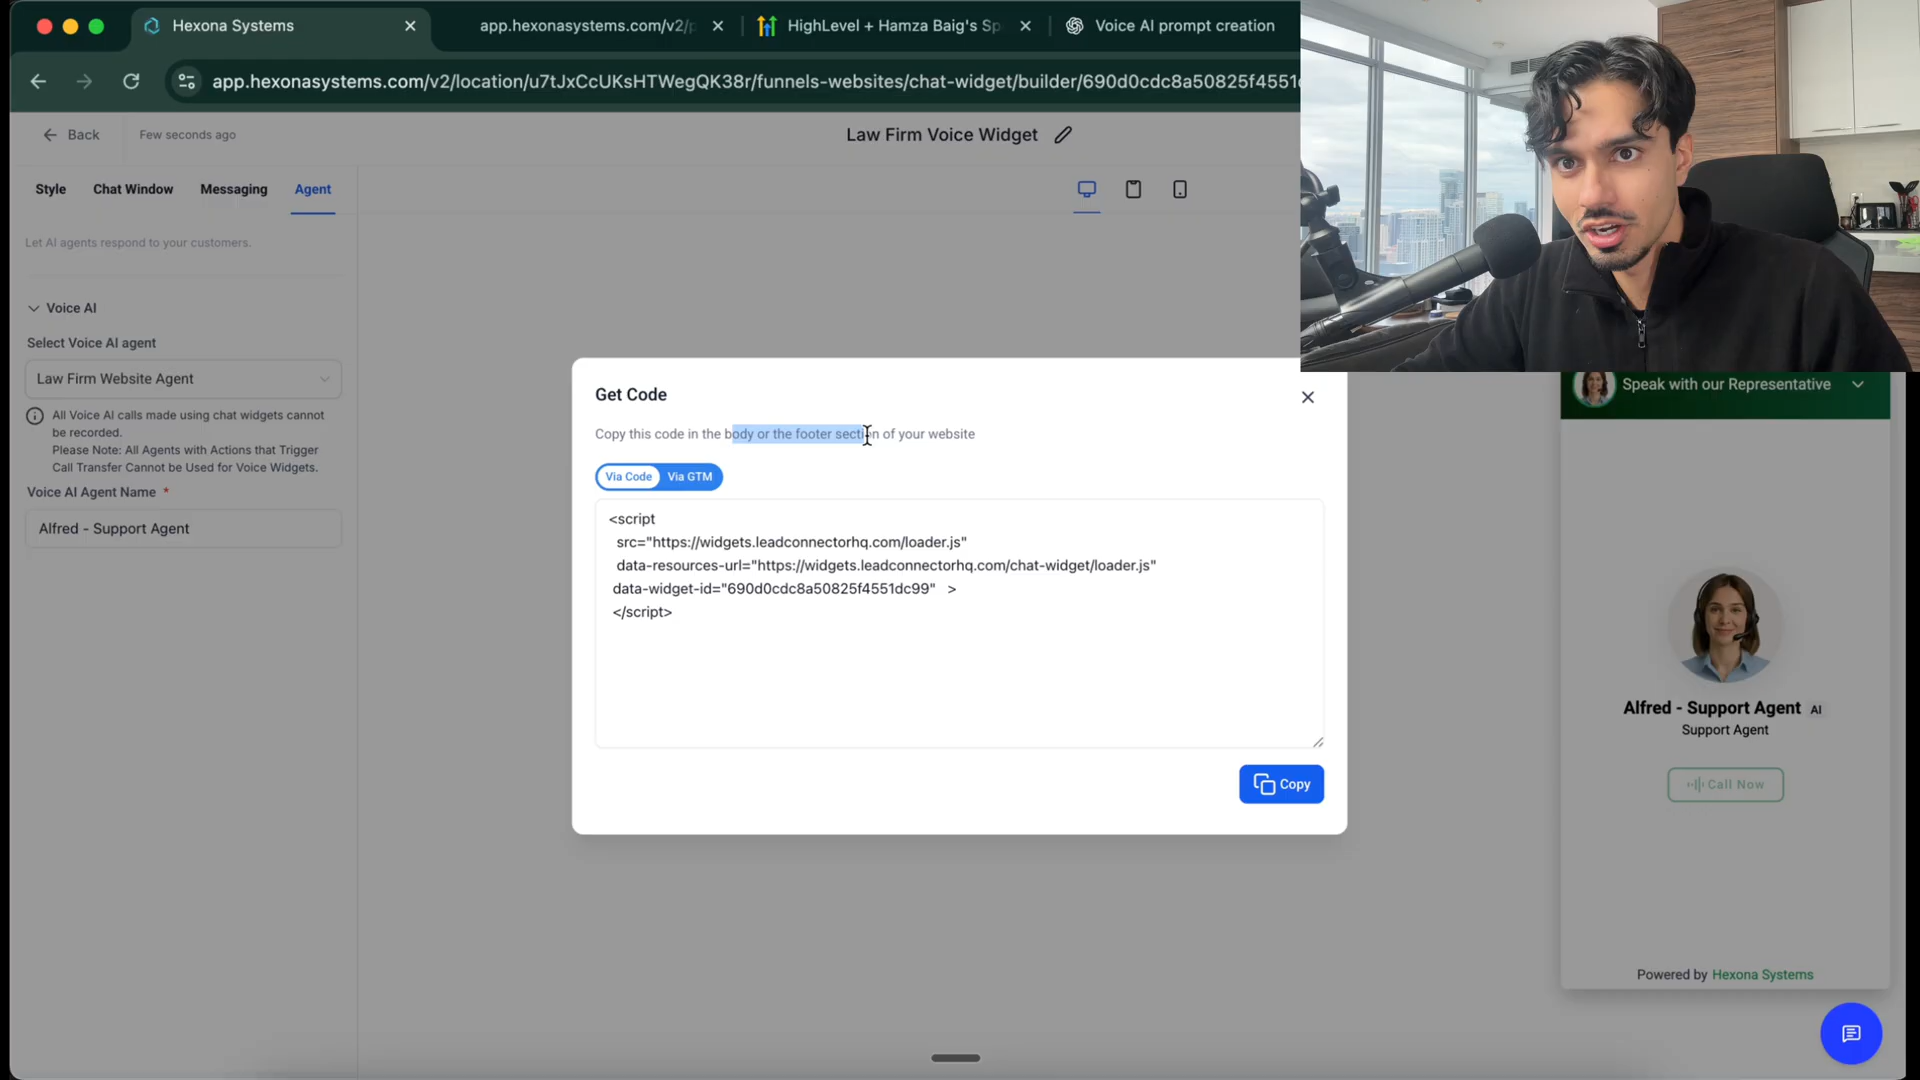 Hexona Systems
app.hexonasystems.com/v2/p
HighLevel + Hamza Baig's Sp
Voice AI prompt creation
app.hexonasystems.com/v2/location/u7tJxCcUKsHTWegQK38r/funnels-websites/chat-widget/builder/690d0cdc8a50825f4551
Back
Few seconds ago
Law Firm Voice Widget
Style
Chat Window
Messaging
Agent
Let AI agents respond to your customers.
Voice AI
Select Voice AI agent
Law Firm Website Agent
All Voice AI calls made using chat widgets cannot
be recorded.
Please Note: All Agents with Actions that Trigger
Call Transfer Cannot be Used for Voice Widgets.
Voice AI Agent Name *
Alfred - Support Agent
Get Code
Copy this code in the body or the footer section of your website
Via Code
Via GTM
<script
src="https://widgets.leadconnectorhq.com/loader.js"
data-resources-url="https://widgets.leadconnectorhq.com/chat-widget/loader.js"
data-widget-id="690d0cdc8a50825f4551dc99" >
</script>
Copy
Speak with our Representative
Alfred - Support Agent AI
Support Agent
Call Now
Powered by Hexona Systems